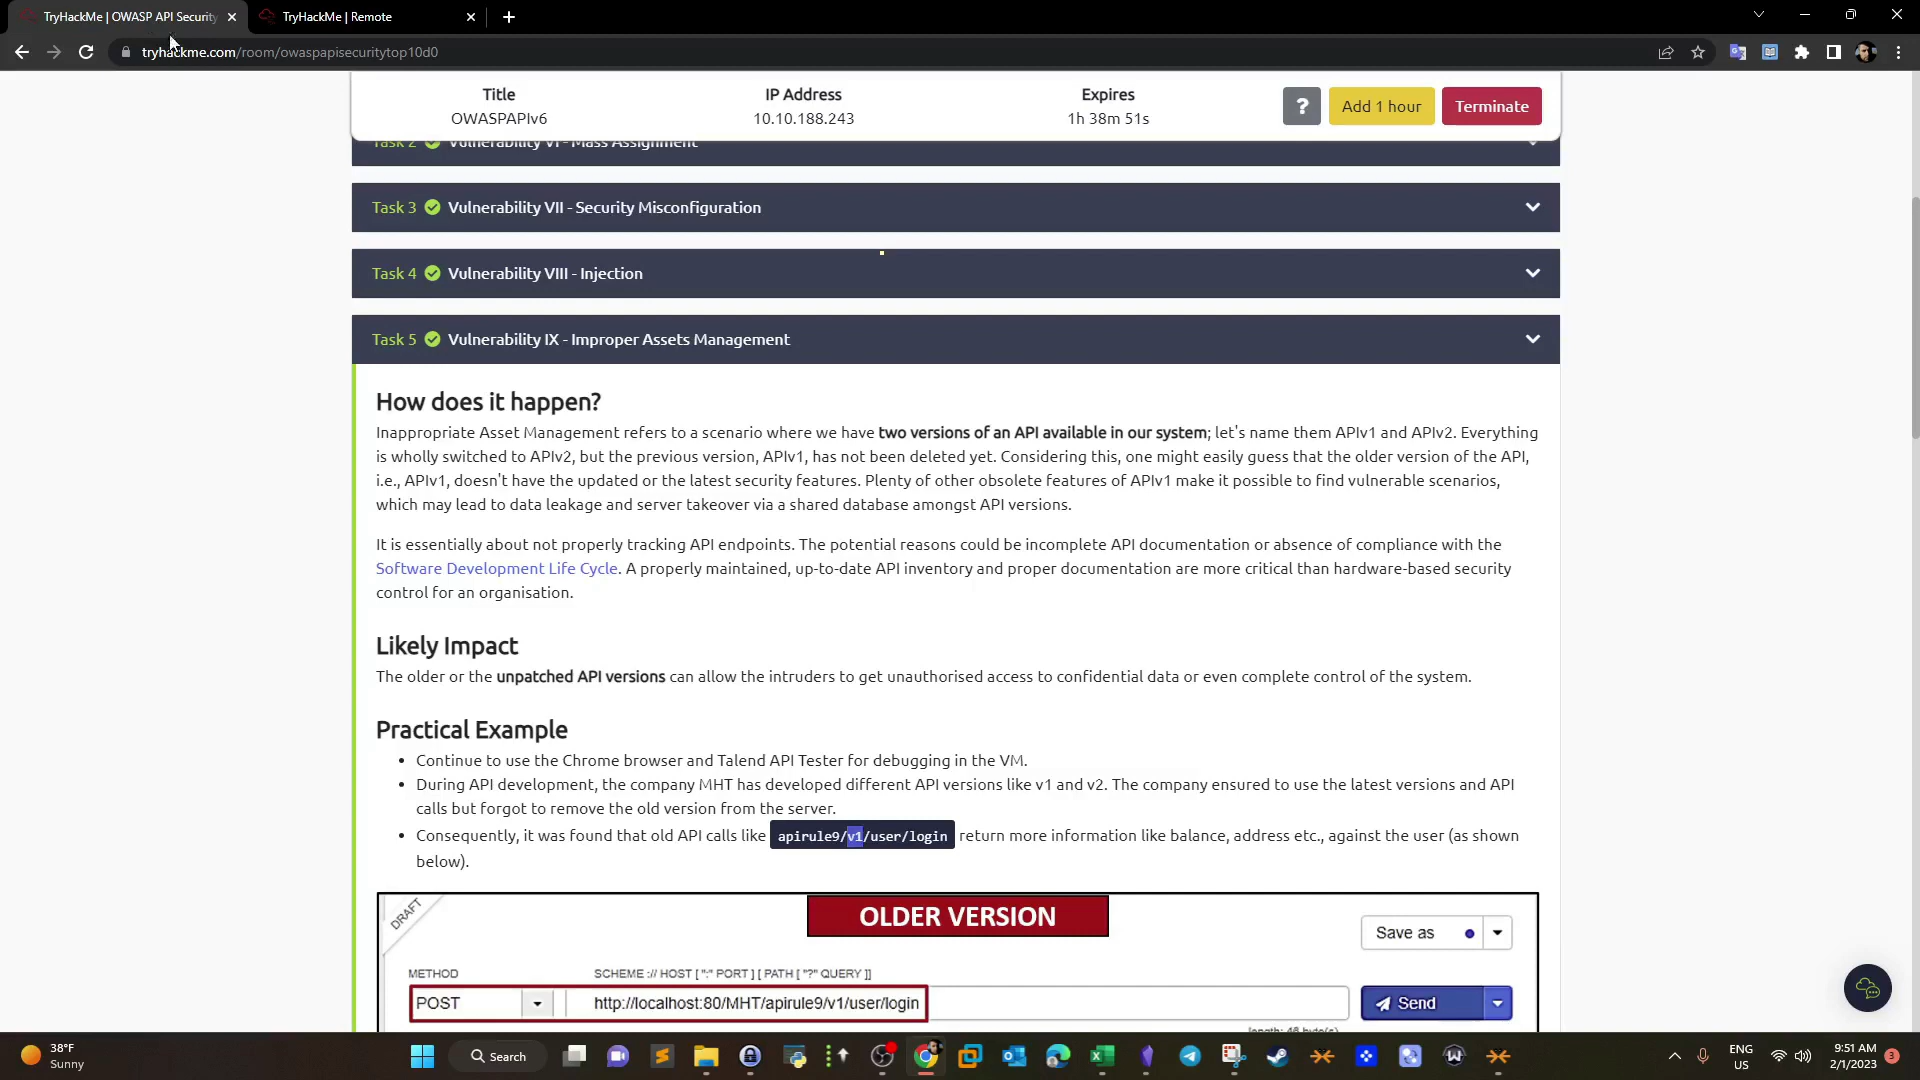 TryHackMe | OWASP API Security
TryHackMe | Remote
tryhackme.com/room/owaspapisecuritytop10d0
Title
OWASPAPIv6
IP Address
10.10.188.243
Expires
1h 38m 51s
?
Add 1 hour
Terminate
Task 2 Vulnerability VI - Mass Assignment
Task 3 Vulnerability VII - Security Misconfiguration
Task 4 Vulnerability VIII - Injection
Task 5 Vulnerability IX - Improper Assets Management
How does it happen?
Inappropriate Asset Management refers to a scenario where we have two versions of an API available in our system; let's name them APIv1 and APIv2. Everything
is wholly switched to APIv2, but the previous version, APIv1, has not been deleted yet. Considering this, one might easily guess that the older version of the API,
i.e., APIv1, doesn't have the updated or the latest security features. Plenty of other obsolete features of APIv1 make it possible to find vulnerable scenarios,
which may lead to data leakage and server takeover via a shared database amongst API versions.
It is essentially about not properly tracking API endpoints. The potential reasons could be incomplete API documentation or absence of compliance with the
Software Development Life Cycle. A properly maintained, up-to-date API inventory and proper documentation are more critical than hardware-based security
control for an organisation.
Likely Impact
The older or the unpatched API versions can allow the intruders to get unauthorised access to confidential data or even complete control of the system.
Practical Example
• Continue to use the Chrome browser and Talend API Tester for debugging in the VM.
• During API development, the company MHT has developed different API versions like v1 and v2. The company ensured to use the latest versions and API
calls but forgot to remove the old version from the server.
• Consequently, it was found that old API calls like apirule9/v1/user/login return more information like balance, address etc., against the user (as shown
below).
DRAFT
OLDER VERSION
Save as
METHOD
SCHEME :// HOST [ ":" PORT ] [ PATH [ "?" QUERY ]]
POST
http://localhost:80/MHT/apirule9/v1/user/login
Send
length: 46 byte(s)
38°F
Sunny
Search
ENG
US
9:51 AM
2/1/2023
3